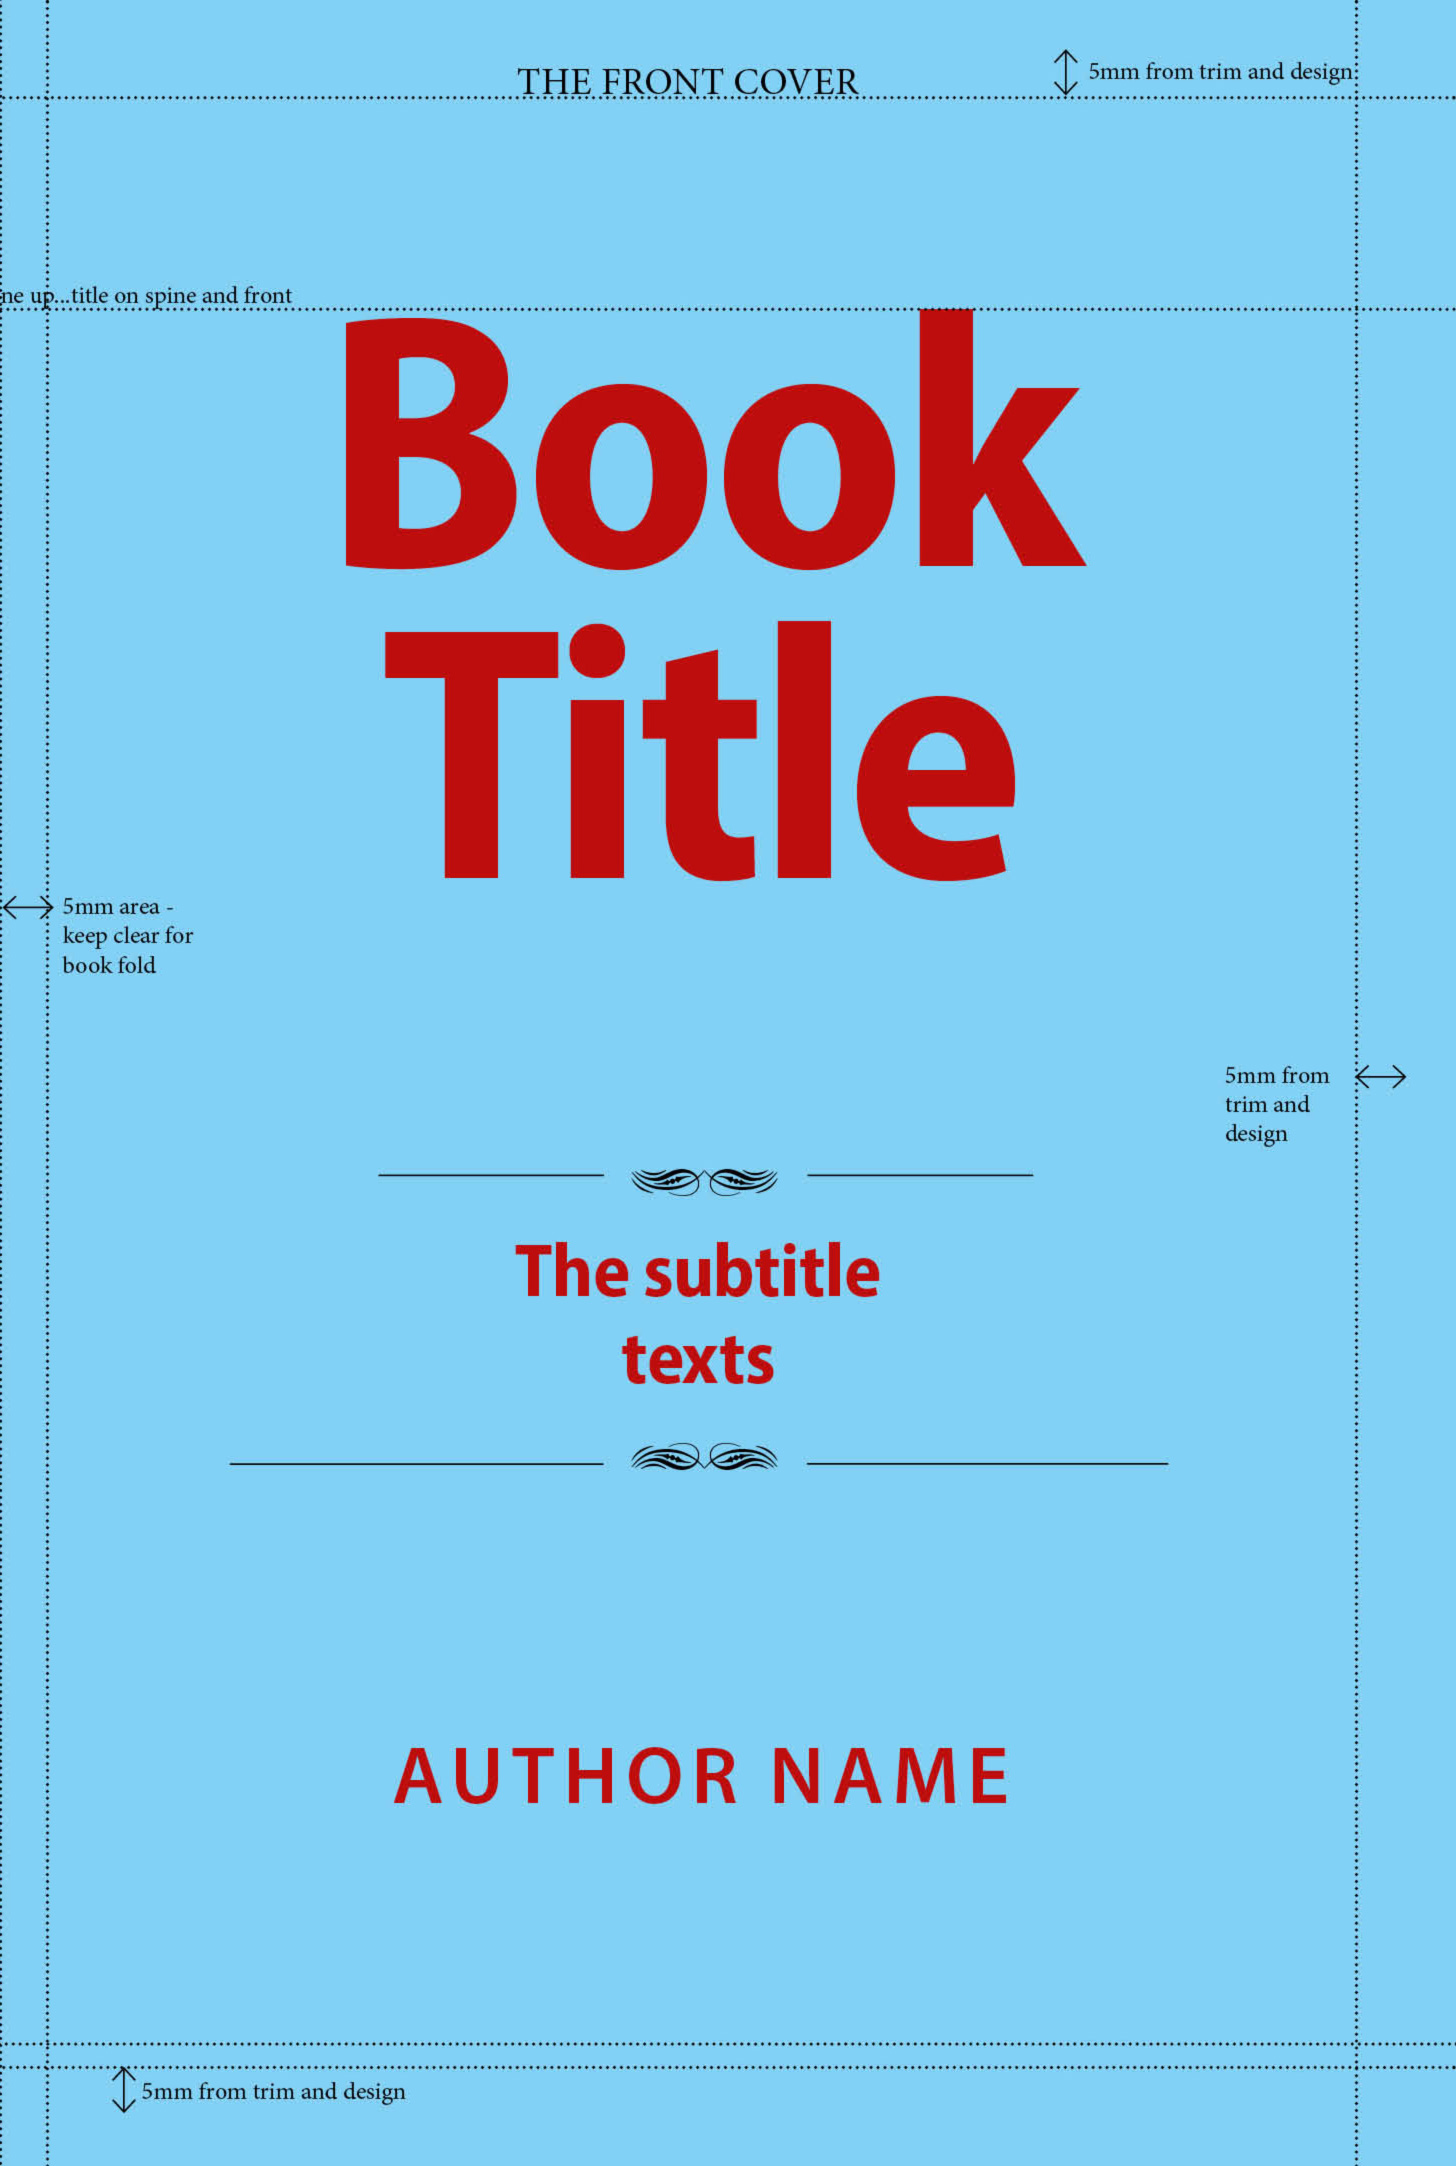 THE FRONT COVER
5mm from trim and design
ne up...title on spine and front
Book
Title
5mm area -
keep clear for
book fold
5mm from
trim and
design
The subtitle
texts
AUTHOR NAME
5mm from trim and design